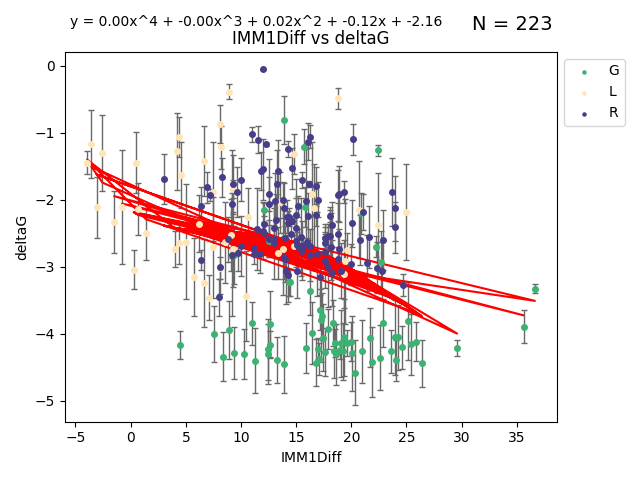 y = 0.00x^4 + -0.00x^3 + 0.02x^2 + -0.12x + -2.16
N = 223
IMM1Diff vs deltaG
G
L
R
deltaG
0
−1
−2
−3
−4
−5
−5 0 5 10 15 20 25 30 35
IMM1Diff